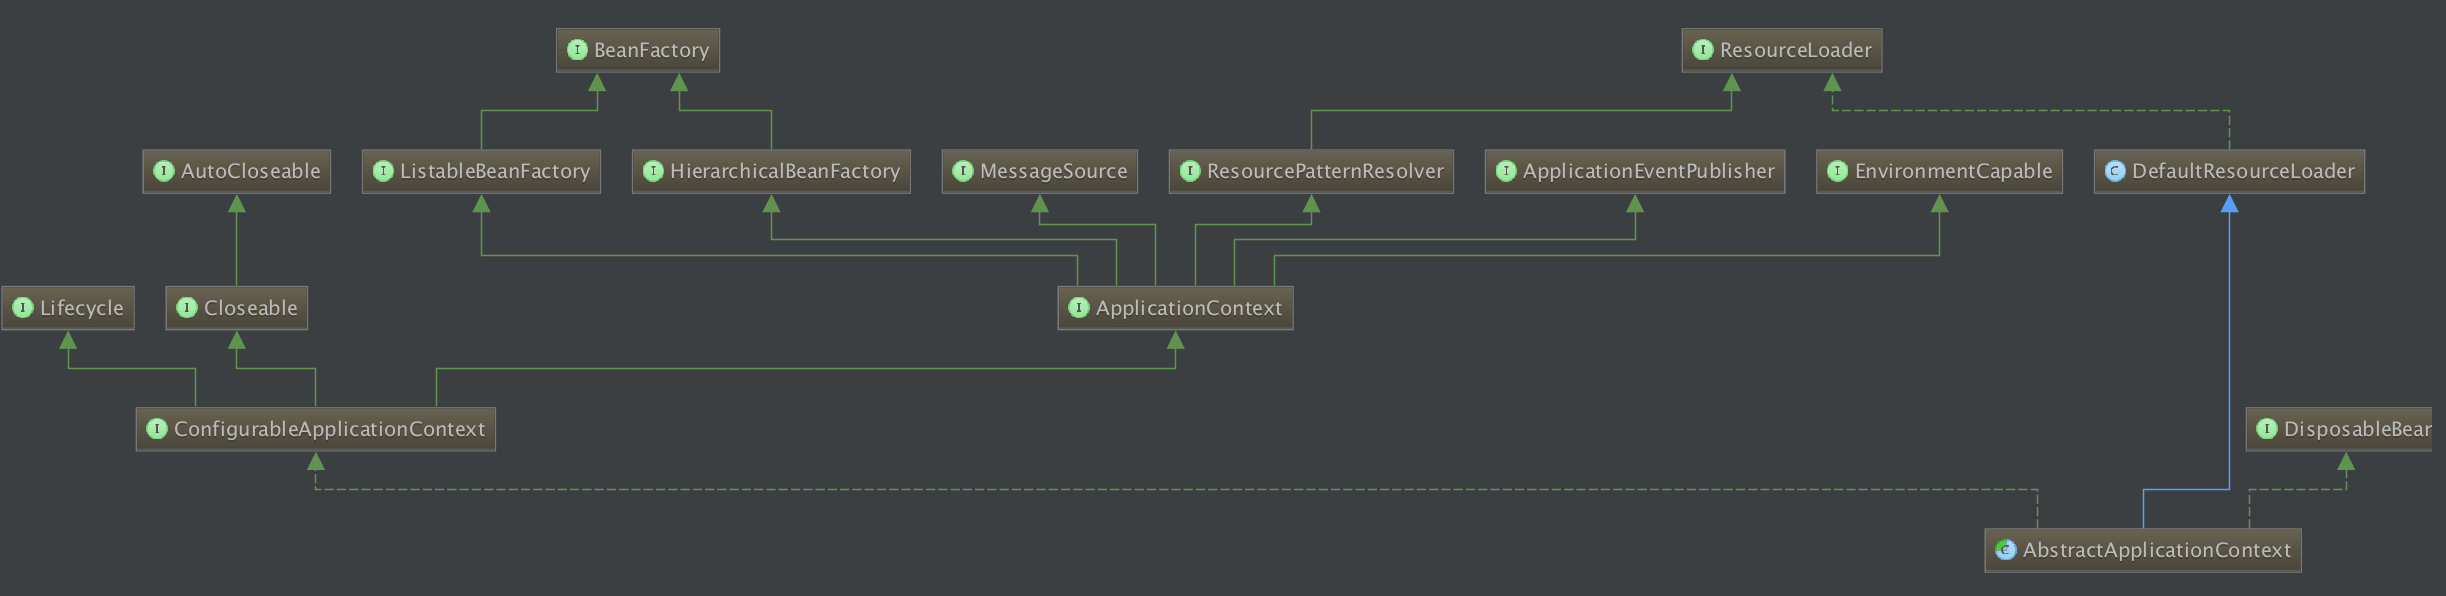 I BeanFactory
I ResourceLoader
I AutoCloseable
I ListableBeanFactory
I HierarchicalBeanFactory
I MessageSource
I ResourcePatternResolver
I ApplicationEventPublisher
I EnvironmentCapable
C DefaultResourceLoader
I Lifecycle
I Closeable
I ApplicationContext
I ConfigurableApplicationContext
I DisposableBear
C AbstractApplicationContext